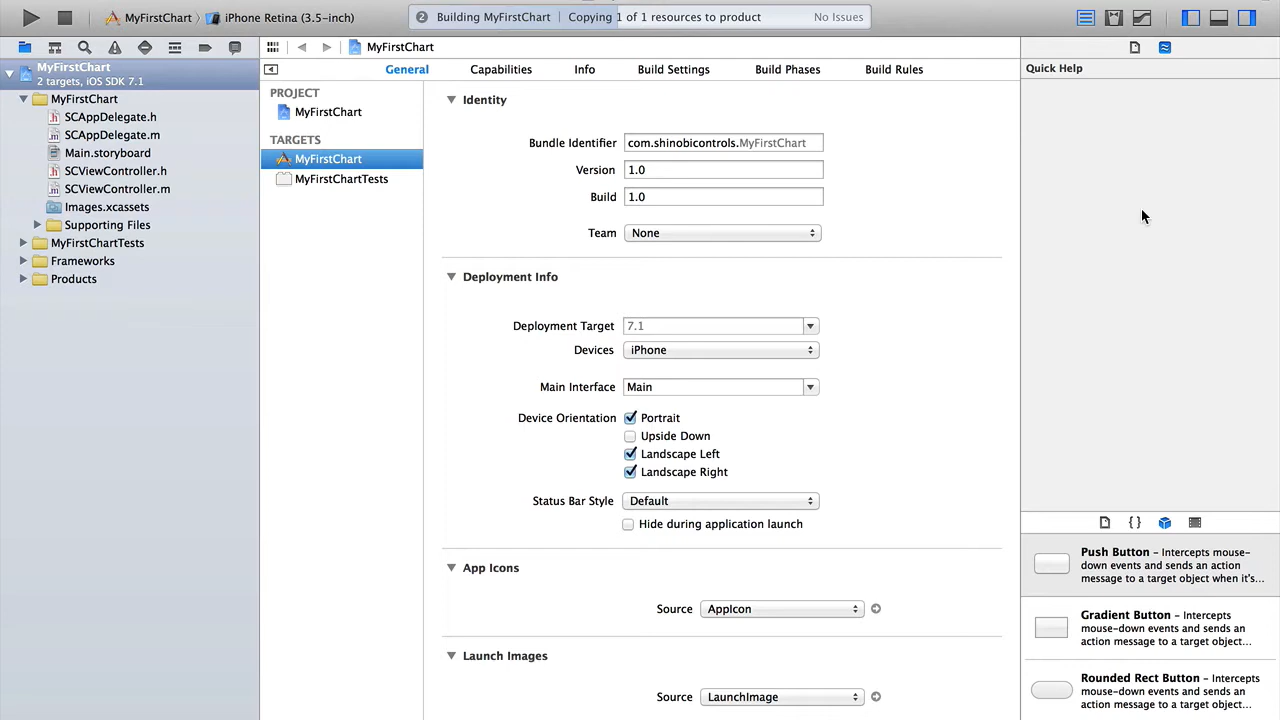 MyFirstChart
iPhone Retina (3.5-inch)
2
Building MyFirstChart
Copying 1 of 1 resources to product
No Issues
MyFirstChart
2 targets, iOS SDK 7.1
MyFirstChart
SCAppDelegate.h
SCAppDelegate.m
Main.storyboard
SCViewController.h
SCViewController.m
Images.xcassets
Supporting Files
MyFirstChartTests
Frameworks
Products
MyFirstChart
General
Capabilities
Info
Build Settings
Build Phases
Build Rules
PROJECT
MyFirstChart
TARGETS
MyFirstChart
MyFirstChartTests
Identity
Bundle Identifier com.shinobicontrols.MyFirstChart
Version 1.0
Build 1.0
Team None
Deployment Info
Deployment Target 7.1
Devices iPhone
Main Interface Main
Device Orientation Portrait
Upside Down
Landscape Left
Landscape Right
Status Bar Style Default
Hide during application launch
App Icons
Source AppIcon
Launch Images
Source LaunchImage
Quick Help
Push Button – Intercepts mouse-
down events and sends an action
message to a target object when it's...
Gradient Button – Intercepts
mouse-down events and sends an
action message to a target object...
Rounded Rect Button – Intercepts
mouse-down events and sends an
action message to a target object...